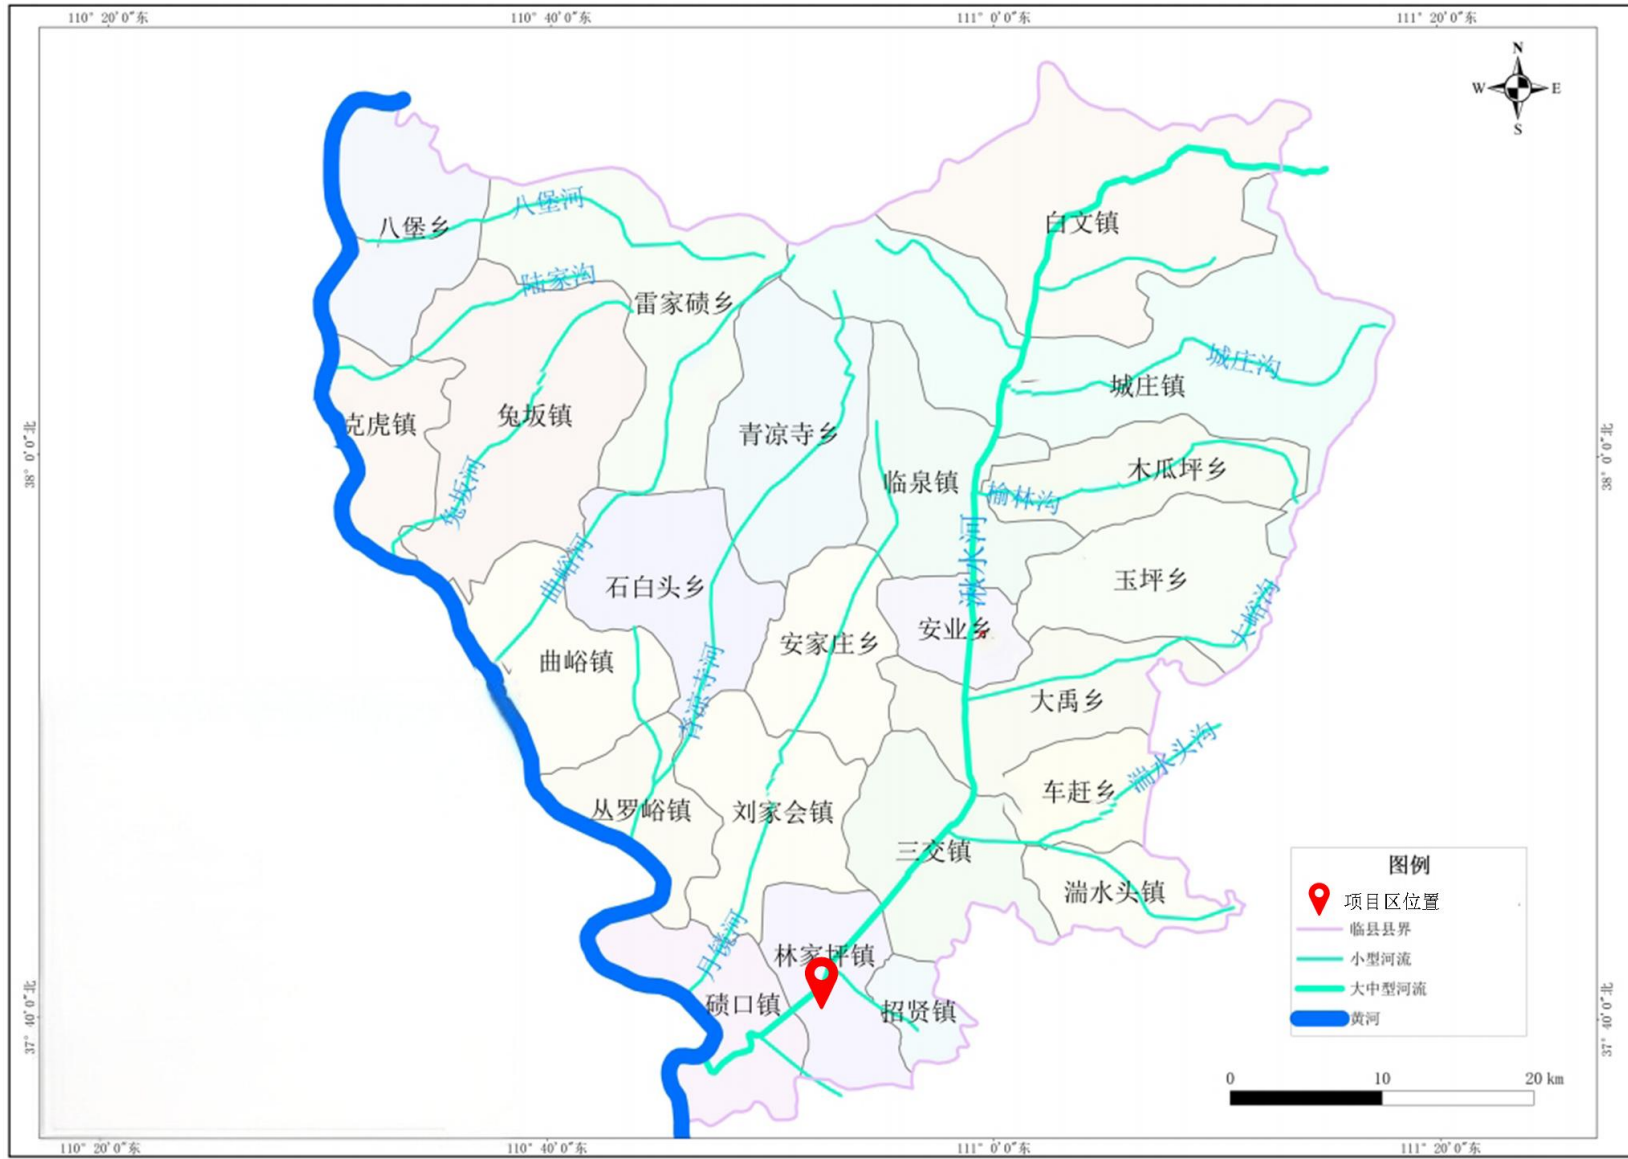 110° 20'0"东
110° 40'0"东
111° 0'0"东
111° 20'0"东
N
W
E
S
八堡乡
八堡河
白文镇
陆家沟
雷家碛乡
城庄沟
城庄镇
克虎镇
兔坂镇
青凉寺乡
38° 0'0"北
38° 0'0"北
木瓜坪乡
临泉镇
兔坂河
榆林沟
湫水河
曲峪河
石白头乡
玉坪乡
大峪沟
安业乡
安家庄乡
曲峪镇
青凉寺河
大禹乡
湍水头沟
车赶乡
丛罗峪镇
刘家会镇
三交镇
湍水头镇
月镜河
林家坪镇
碛口镇
招贤镇
37° 40'0"北
37° 40'0"北
图例
项目区位置
临县县界
小型河流
大中型河流
黄河
0
10
20 km
110° 20'0"东
110° 40'0"东
111° 0'0"东
111° 20'0"东